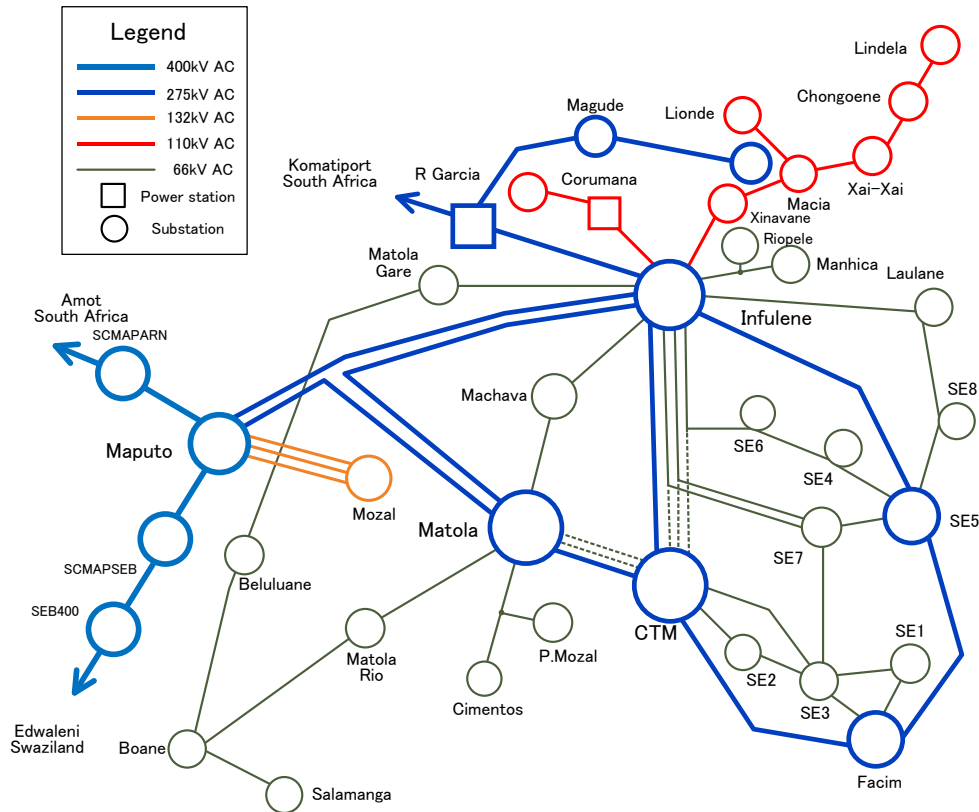 Legend
400kV AC
275kV AC
132kV AC
110kV AC
66kV AC
Power station
Substation
Lindela
Chongoene
Magude
Lionde
Komatiport
South Africa
R Garcia
Corumana
Xai-Xai
Macia
Xinavane
Riopele
Manhica
Matola
Gare
Laulane
Infulene
Amot
South Africa
SCMAPARN
Machava
SE8
SE6
SE4
Maputo
Mozal
Matola
SE5
SE7
SCMAPSEB
Beluluane
SEB400
CTM
SE1
Matola
Rio
P.Mozal
SE2
SE3
Cimentos
Edwaleni
Swaziland
Boane
Facim
Salamanga